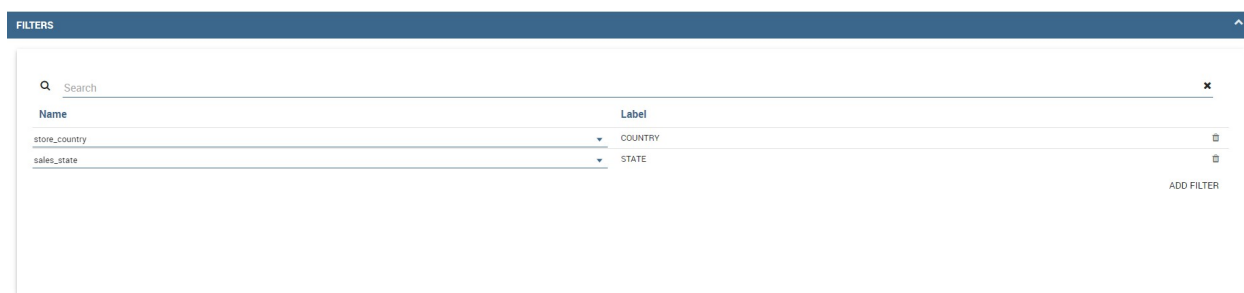 FILTERS
Search
Name Label
store_country COUNTRY
sales_state STATE
ADD FILTER